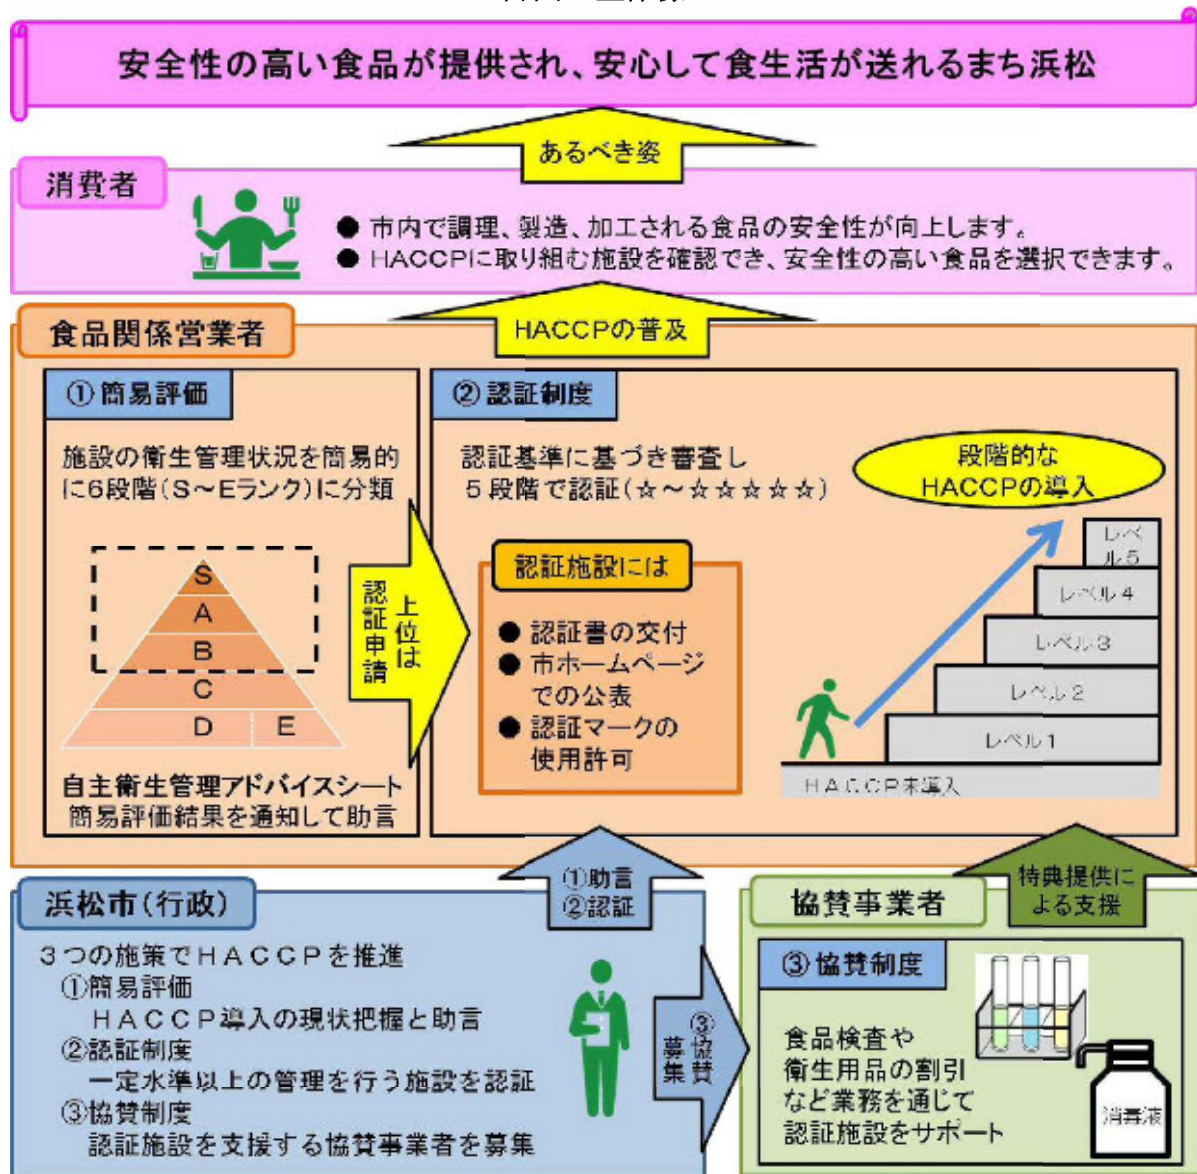 安全性の高い食品が提供され、安心して食生活が送れるまち浜松
あるべき姿
消費者
● 市内で調理、製造、加工される食品の安全性が向上します。
● HACCPに取り組む施設を確認でき、安全性の高い食品を選択できます。
HACCPの普及
食品関係営業者
①簡易評価
施設の衛生管理状況を簡易的
に6段階(S～Eランク)に分類
S
A
B
C
D
E
自主衛生管理アドバイスシート
簡易評価結果を通知して助言
上位は
認証申請
②認証制度
認証基準に基づき審査し
5段階で認証(☆～☆☆☆☆☆)
認証施設には
● 認証書の交付
● 市ホームページ
での公表
● 認証マークの
使用許可
段階的な
HACCPの導入
レベ
ル5
レベル4
レベル3
レベル2
レベル1
HACCP未導入
①助言
②認証
特典提供に
よる支援
浜松市(行政)
3つの施策でHACCPを推進
①簡易評価
HACCP導入の現状把握と助言
②認証制度
一定水準以上の管理を行う施設を認証
③協賛制度
認証施設を支援する協賛事業者を募集
③協賛
募集
協賛事業者
③協賛制度
食品検査や
衛生用品の割引
など業務を通じて
認証施設をサポート
消毒液